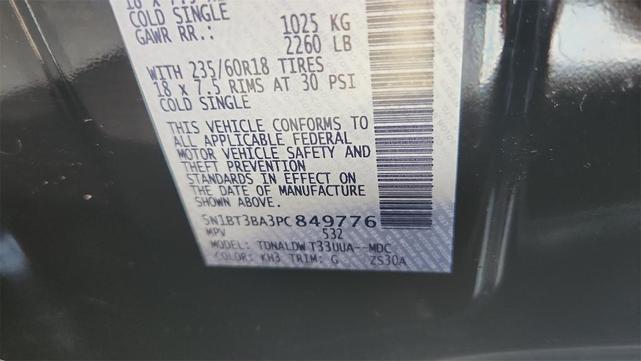 COLD SINGLE
GAWR RR.: 1025 KG
2260 LB
WITH 235/60R18 TIRES
18 x 7.5 RIMS AT 30 PSI
COLD SINGLE
THIS VEHICLE CONFORMS TO
ALL APPLICABLE FEDERAL
MOTOR VEHICLE SAFETY AND
THEFT PREVENTION
STANDARDS IN EFFECT ON
THE DATE OF MANUFACTURE
SHOWN ABOVE.
5N1BT3BA3PC849776
MPV 532
MODEL: TDNALDW T33UUA--MDC
COLOR: KH3 TRIM: G ZS30A